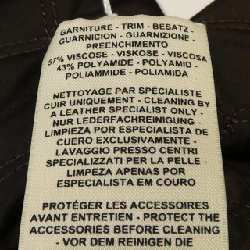 GARNITURE - TRIM - BESATZ -
GUARNICION - GUARNIZIONE -
PREENCHIMENTO
57% VISCOSE - VISKOSE - VISCOSA
43% POLYAMIDE - POLYAMID -
POLIAMMIDE - POLIAMIDA
NETTOYAGE PAR SPÉCIALISTE
CUIR UNIQUEMENT - CLEANING BY
A LEATHER SPECIALIST ONLY -
NUR LEDERFACHREINIGUNG -
LIMPIEZA POR ESPECIALISTA DE
CUERO EXCLUSIVAMENTE -
LAVAGGIO PRESSO CENTRI
SPECIALIZZATI PER LA PELLE -
LIMPEZA APENAS POR
ESPECIALISTA EM COURO
PROTÉGER LES ACCESSOIRES
AVANT ENTRETIEN - PROTECT THE
ACCESSORIES BEFORE CLEANING
- VOR DEM REINIGEN DIE